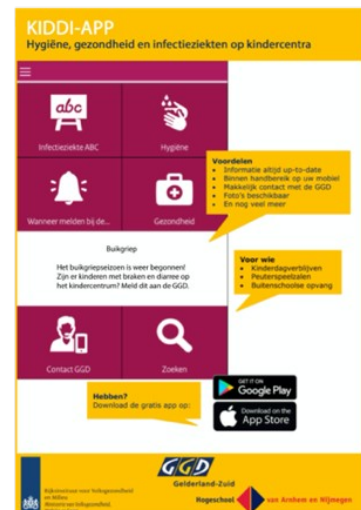 KIDDI-APP
Hygiëne, gezondheid en infectieziekten op kindercentra
abc
Infectieziekte ABC
Hygiëne
Wanneer melden bij de...
Gezondheid
Voordelen
• Informatie altijd up-to-date
• Binnen handbereik op uw mobiel
• Makkelijk contact met de GGD
• Foto's beschikbaar
• En nog veel meer
Buikgriep
Het buikgriepseizoen is weer begonnen!
Zijn er kinderen met braken en diarree op
het kindercentrum? Meld dit aan de GGD.
Voor wie
• Kinderdagverblijven
• Peuterspeelzalen
• Buitenschoolse opvang
Contact GGD
Zoeken
Hebben?
Download de gratis app op:
GET IT ON
Google Play
Download on the
App Store
GGD
Gelderland-Zuid
Rijksinstituut voor Volksgezondheid
en Milieu
Ministerie van Volksgezondheid,
Hogeschool van Arnhem en Nijmegen